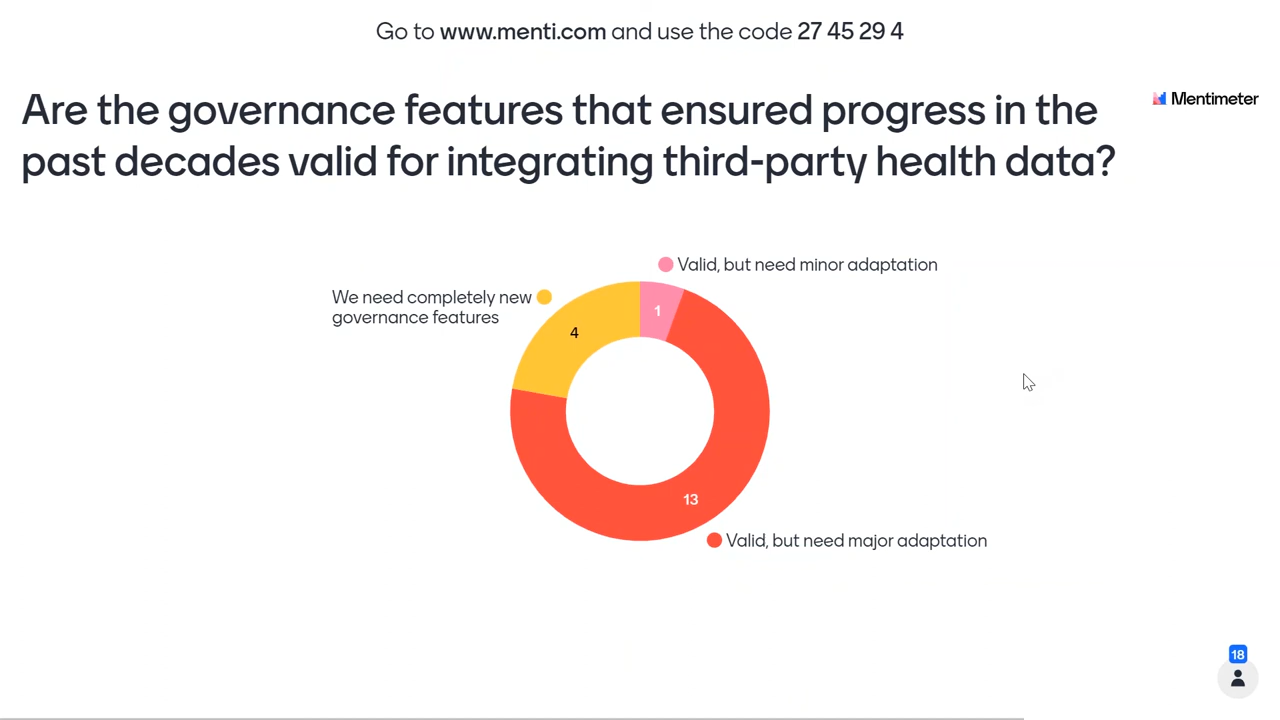 Go to www.menti.com and use the code 27 45 29 4
Are the governance features that ensured progress in the
past decades valid for integrating third-party health data?
Mentimeter
Valid, but need minor adaptation
We need completely new
governance features
1
4
13
Valid, but need major adaptation
18